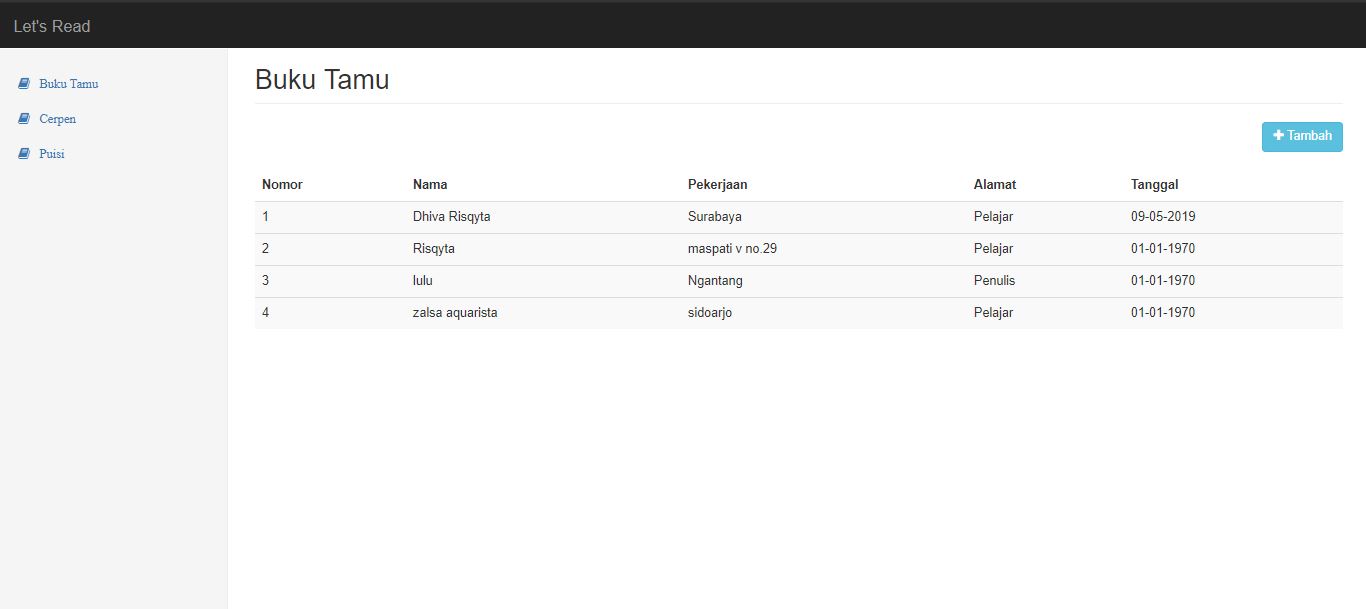 Let's Read
Buku Tamu
Cerpen
Puisi
Buku Tamu
Tambah
Nomor Nama Pekerjaan Alamat Tanggal
1 Dhiva Risqyta Surabaya Pelajar 09-05-2019
2 Risqyta maspati v no.29 Pelajar 01-01-1970
3 lulu Ngantang Penulis 01-01-1970
4 zalsa aquarista sidoarjo Pelajar 01-01-1970